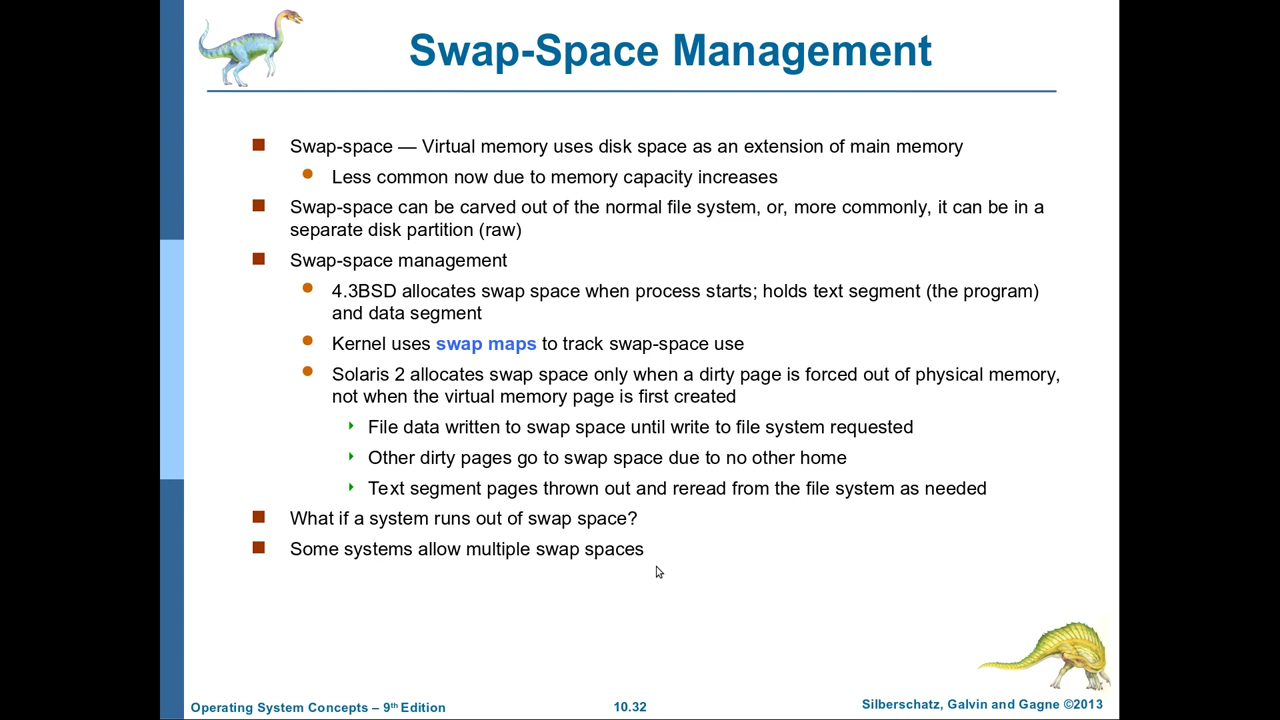 Swap-Space Management
Swap-space — Virtual memory uses disk space as an extension of main memory
Less common now due to memory capacity increases
Swap-space can be carved out of the normal file system, or, more commonly, it can be in a
separate disk partition (raw)
Swap-space management
4.3BSD allocates swap space when process starts; holds text segment (the program)
and data segment
Kernel uses swap maps to track swap-space use
Solaris 2 allocates swap space only when a dirty page is forced out of physical memory,
not when the virtual memory page is first created
File data written to swap space until write to file system requested
Other dirty pages go to swap space due to no other home
Text segment pages thrown out and reread from the file system as needed
What if a system runs out of swap space?
Some systems allow multiple swap spaces
Operating System Concepts – 9th Edition
10.32
Silberschatz, Galvin and Gagne ©2013